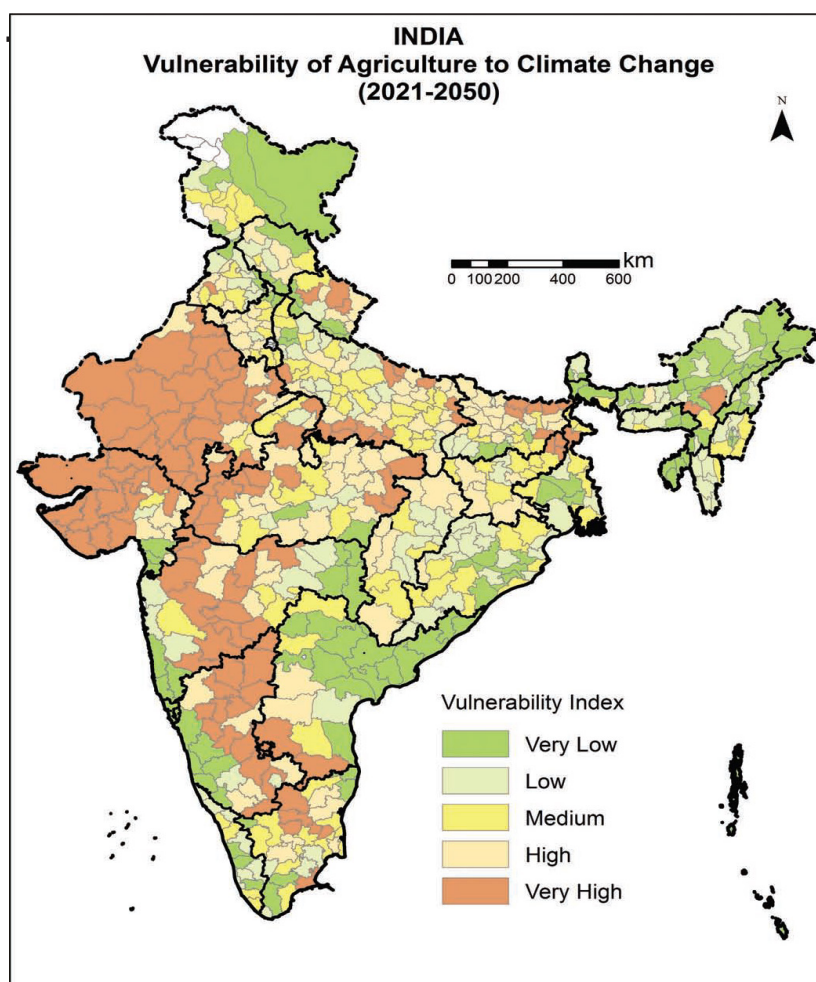 INDIA
Vulnerability of Agriculture to Climate Change
(2021-2050)
N
km
0 100 200 400 600
Vulnerability Index
Very Low
Low
Medium
High
Very High